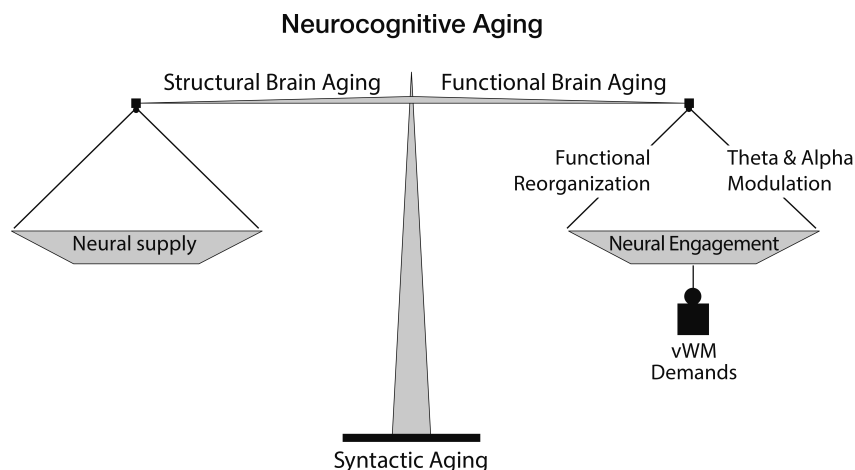 Neurocognitive Aging
Structural Brain Aging
Functional Brain Aging
Functional
Reorganization
Theta & Alpha
Modulation
Neural supply
Neural Engagement
vWM
Demands
Syntactic Aging